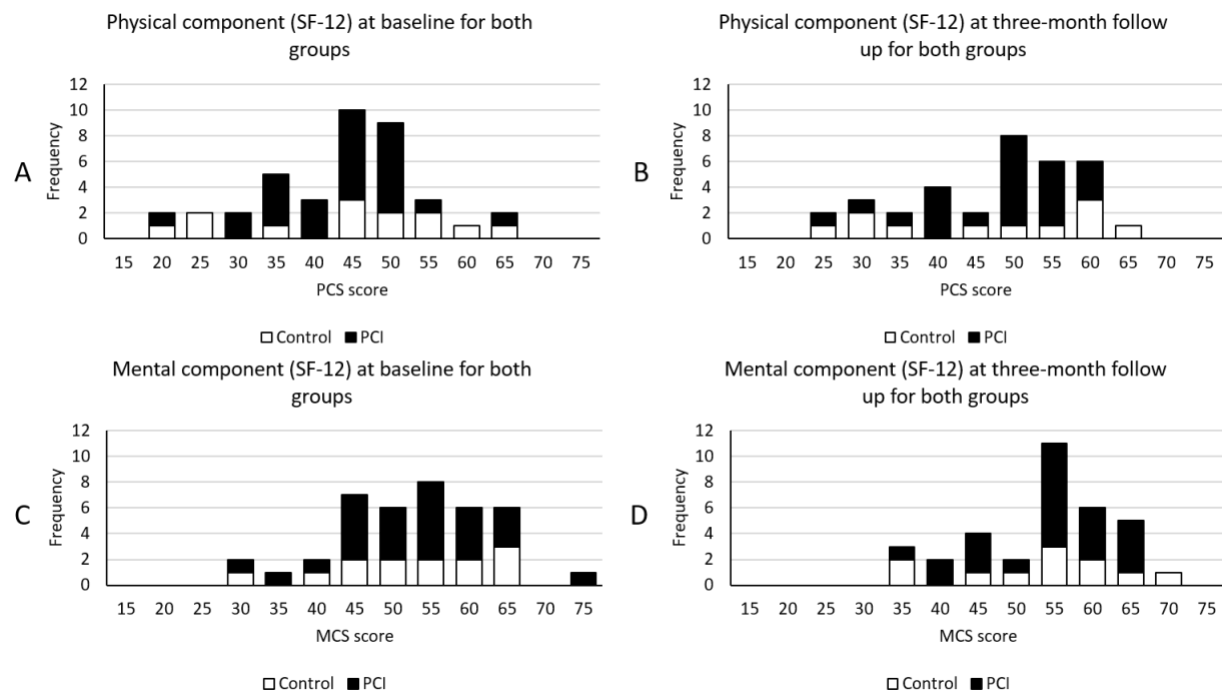 Physical component (SF-12) at baseline for both
groups
12
10
8
6
4
2
0
Frequency
A
15 20 25 30 35 40 45 50 55 60 65 70 75
PCS score
Control PCI
Physical component (SF-12) at three-month follow
up for both groups
12
10
8
6
4
2
0
Frequency
B
15 20 25 30 35 40 45 50 55 60 65 70 75
PCS score
Control PCI
Mental component (SF-12) at baseline for both
groups
12
10
8
6
4
2
0
Frequency
C
15 20 25 30 35 40 45 50 55 60 65 70 75
MCS score
Control PCI
Mental component (SF-12) at three-month follow
up for both groups
12
10
8
6
4
2
0
Frequency
D
15 20 25 30 35 40 45 50 55 60 65 70 75
MCS score
Control PCI